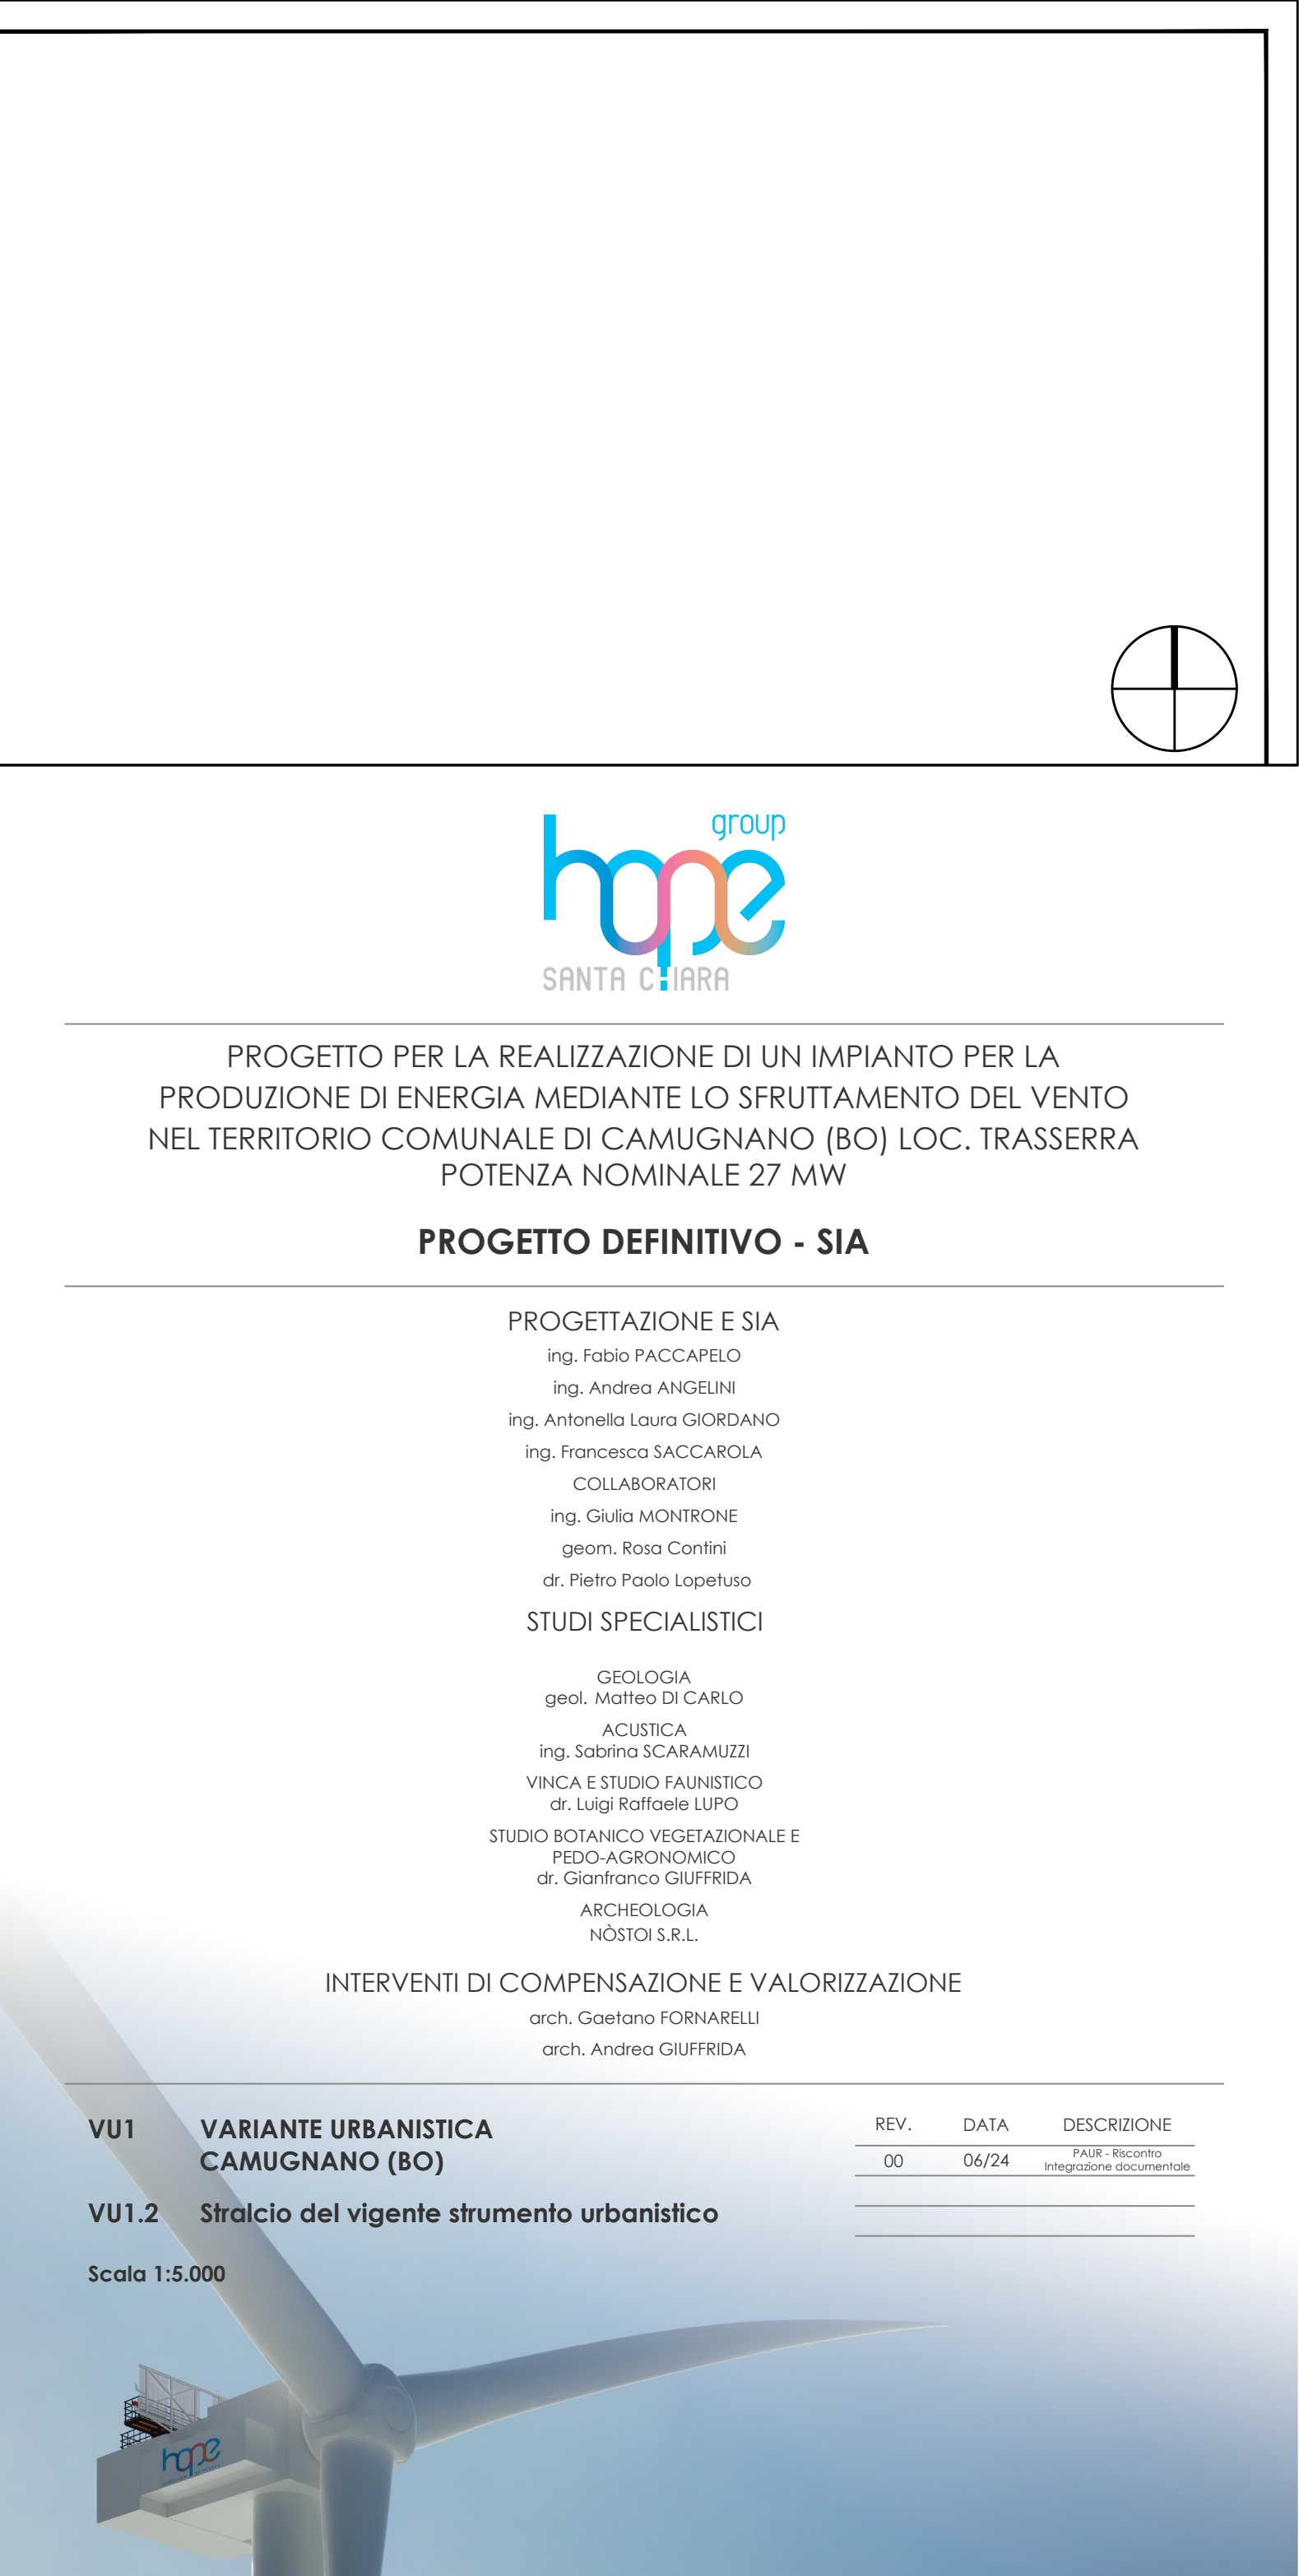 group
hope
SANTA CHIARA
PROGETTO PER LA REALIZZAZIONE DI UN IMPIANTO PER LA
PRODUZIONE DI ENERGIA MEDIANTE LO SFRUTTAMENTO DEL VENTO
NEL TERRITORIO COMUNALE DI CAMUGNANO (BO) LOC. TRASSERRA
POTENZA NOMINALE 27 MW
PROGETTO DEFINITIVO - SIA
PROGETTAZIONE E SIA
ing. Fabio PACCAPELO
ing. Andrea ANGELINI
ing. Antonella Laura GIORDANO
ing. Francesca SACCAROLA
COLLABORATORI
ing. Giulia MONTRONE
geom. Rosa Contini
dr. Pietro Paolo Lopetuso
STUDI SPECIALISTICI
GEOLOGIA
geol. Matteo DI CARLO
ACUSTICA
ing. Sabrina SCARAMUZZI
VINCA E STUDIO FAUNISTICO
dr. Luigi Raffaele LUPO
STUDIO BOTANICO VEGETAZIONALE E
PEDO-AGRONOMICO
dr. Gianfranco GIUFFRIDA
ARCHEOLOGIA
NÒSTOI S.R.L.
INTERVENTI DI COMPENSAZIONE E VALORIZZAZIONE
arch. Gaetano FORNARELLI
arch. Andrea GIUFFRIDA
VU1 VARIANTE URBANISTICA
CAMUGNANO (BO)
VU1.2 Stralcio del vigente strumento urbanistico
Scala 1:5.000
REV. DATA DESCRIZIONE
00 06/24 PAUR - Riscontro
Integrazione documentale
hope